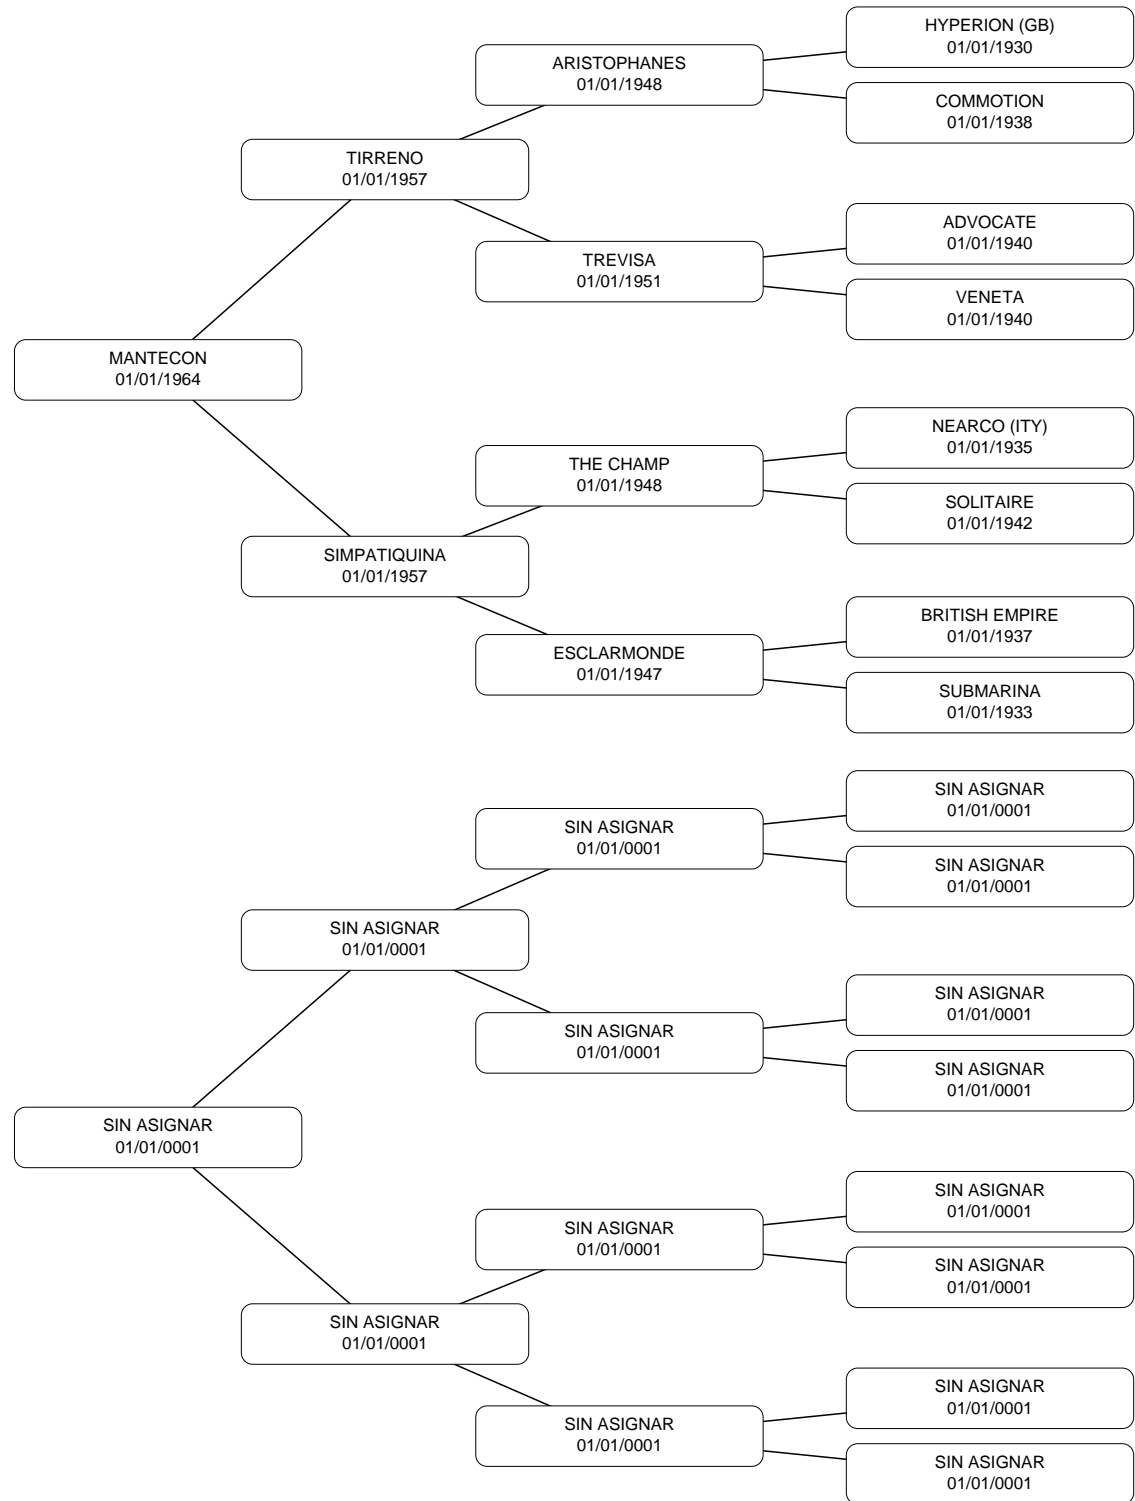 HYPERION (GB)
01/01/1930
ARISTOPHANES
01/01/1948
COMMOTION
01/01/1938
TIRRENO
01/01/1957
ADVOCATE
01/01/1940
TREVISA
01/01/1951
VENETA
01/01/1940
MANTECON
01/01/1964
NEARCO (ITY)
01/01/1935
THE CHAMP
01/01/1948
SOLITAIRE
01/01/1942
SIMPATIQUINA
01/01/1957
BRITISH EMPIRE
01/01/1937
ESCLARMONDE
01/01/1947
SUBMARINA
01/01/1933
SIN ASIGNAR
01/01/0001
SIN ASIGNAR
01/01/0001
SIN ASIGNAR
01/01/0001
SIN ASIGNAR
01/01/0001
SIN ASIGNAR
01/01/0001
SIN ASIGNAR
01/01/0001
SIN ASIGNAR
01/01/0001
SIN ASIGNAR
01/01/0001
SIN ASIGNAR
01/01/0001
SIN ASIGNAR
01/01/0001
SIN ASIGNAR
01/01/0001
SIN ASIGNAR
01/01/0001
SIN ASIGNAR
01/01/0001
SIN ASIGNAR
01/01/0001
SIN ASIGNAR
01/01/0001